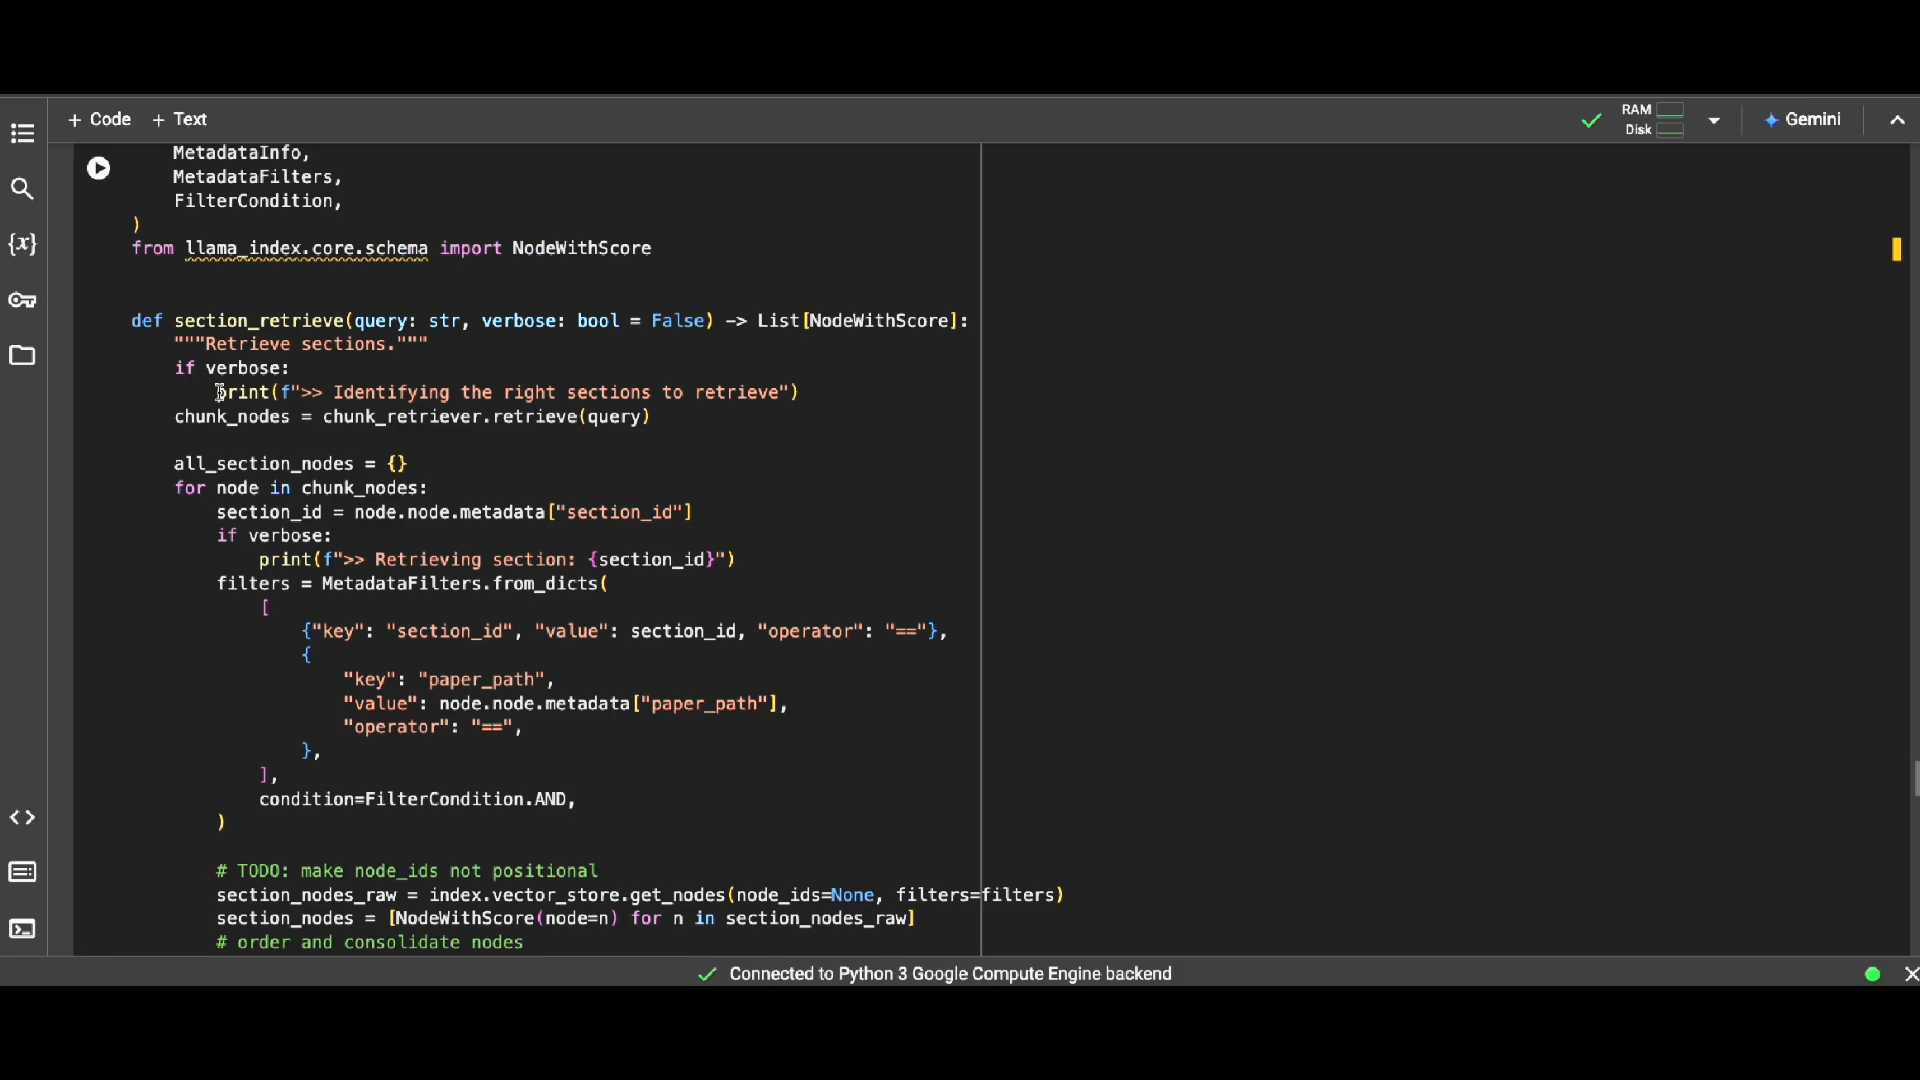 + Code + Text
RAM
Disk
Gemini
MetadataInfo,
MetadataFilters,
FilterCondition,
)
from llama_index.core.schema import NodeWithScore
def section_retrieve(query: str, verbose: bool = False) -> List[NodeWithScore]:
"""Retrieve sections."""
if verbose:
print(f">> Identifying the right sections to retrieve")
chunk_nodes = chunk_retriever.retrieve(query)
all_section_nodes = {}
for node in chunk_nodes:
section_id = node.node.metadata["section_id"]
if verbose:
print(f">> Retrieving section: {section_id}")
filters = MetadataFilters.from_dicts(
[
{"key": "section_id", "value": section_id, "operator": "=="},
{
"key": "paper_path",
"value": node.node.metadata["paper_path"],
"operator": "==",
},
],
condition=FilterCondition.AND,
)
# TODO: make node_ids not positional
section_nodes_raw = index.vector_store.get_nodes(node_ids=None, filters=filters)
section_nodes = [NodeWithScore(node=n) for n in section_nodes_raw]
# order and consolidate nodes
Connected to Python 3 Google Compute Engine backend